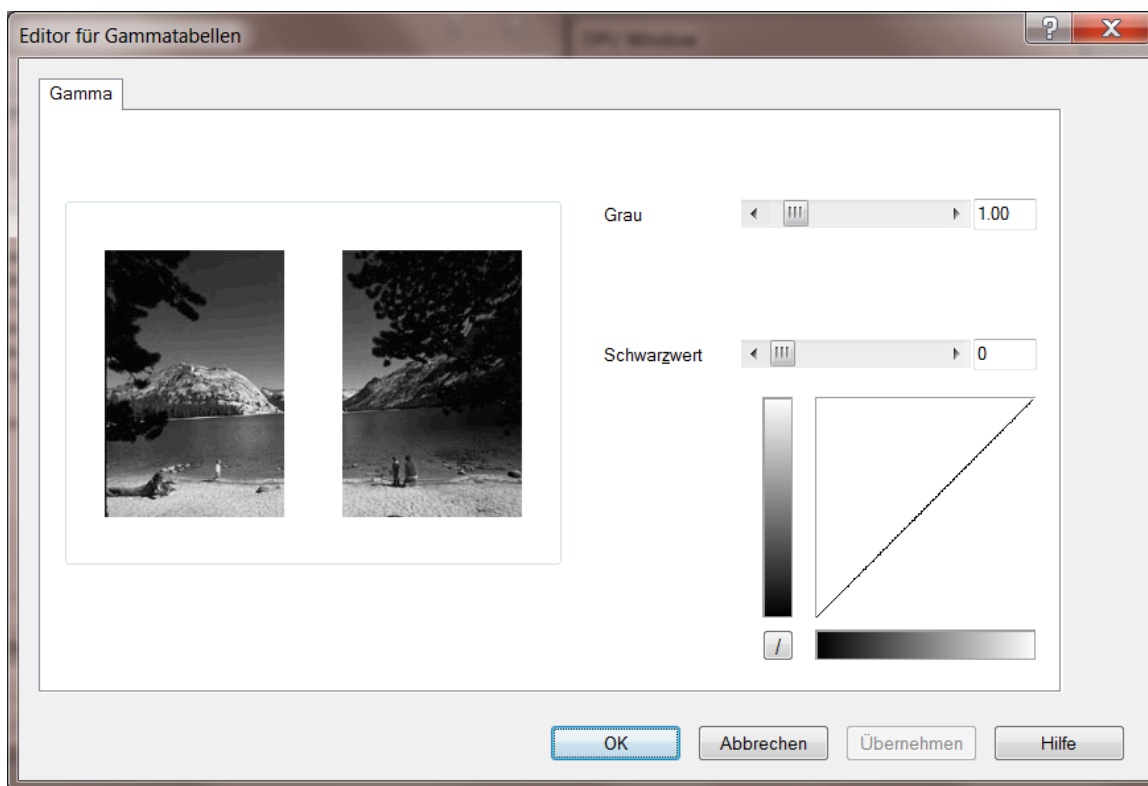 Editor für Gammatabellen
Gamma
Grau
1.00
Schwarzwert
0
/
OK
Abbrechen
Übernehmen
Hilfe